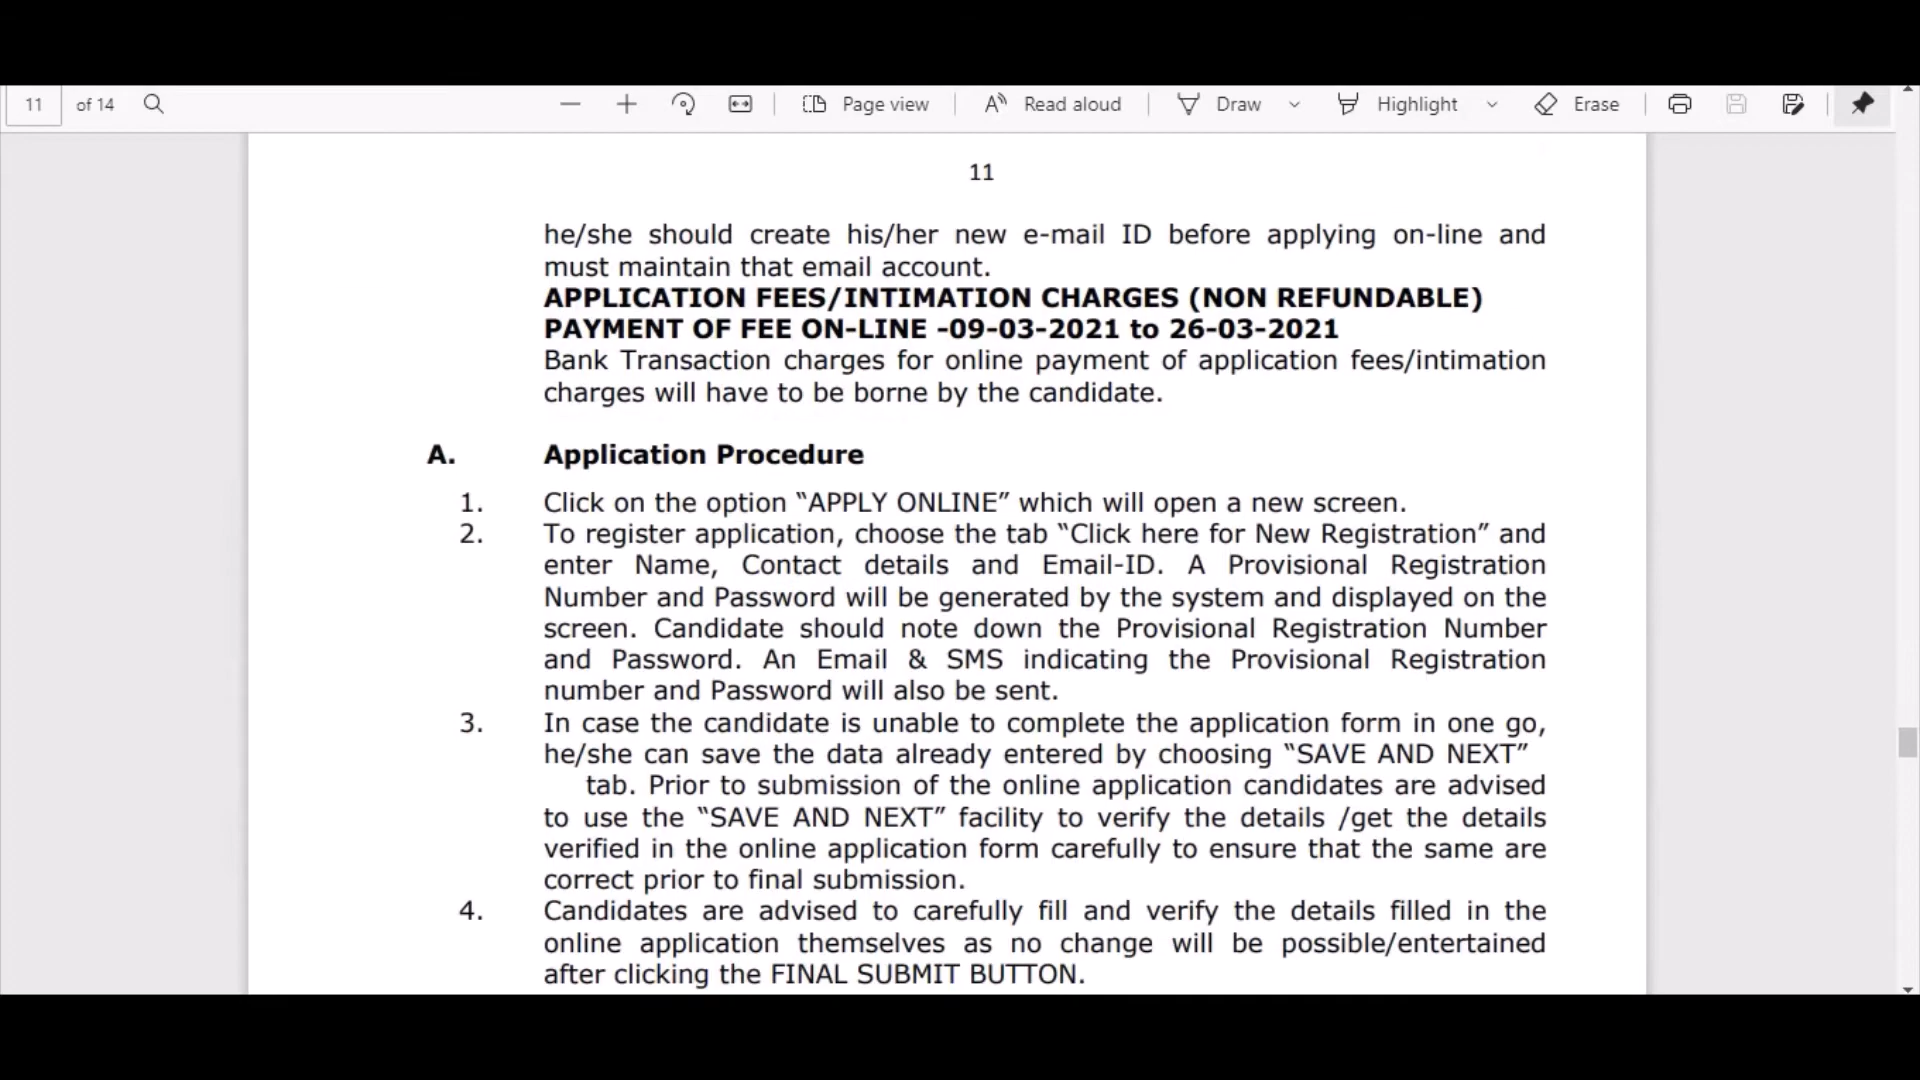 11 of 14 Page view Read aloud Draw Highlight Erase
11
he/she should create his/her new e-mail ID before applying on-line and
must maintain that email account.
APPLICATION FEES/INTIMATION CHARGES (NON REFUNDABLE)
PAYMENT OF FEE ON-LINE -09-03-2021 to 26-03-2021
Bank Transaction charges for online payment of application fees/intimation
charges will have to be borne by the candidate.
A. Application Procedure
1. Click on the option “APPLY ONLINE” which will open a new screen.
2. To register application, choose the tab “Click here for New Registration” and
enter Name, Contact details and Email-ID. A Provisional Registration
Number and Password will be generated by the system and displayed on the
screen. Candidate should note down the Provisional Registration Number
and Password. An Email & SMS indicating the Provisional Registration
number and Password will also be sent.
3. In case the candidate is unable to complete the application form in one go,
he/she can save the data already entered by choosing “SAVE AND NEXT”
tab. Prior to submission of the online application candidates are advised
to use the “SAVE AND NEXT” facility to verify the details /get the details
verified in the online application form carefully to ensure that the same are
correct prior to final submission.
4. Candidates are advised to carefully fill and verify the details filled in the
online application themselves as no change will be possible/entertained
after clicking the FINAL SUBMIT BUTTON.